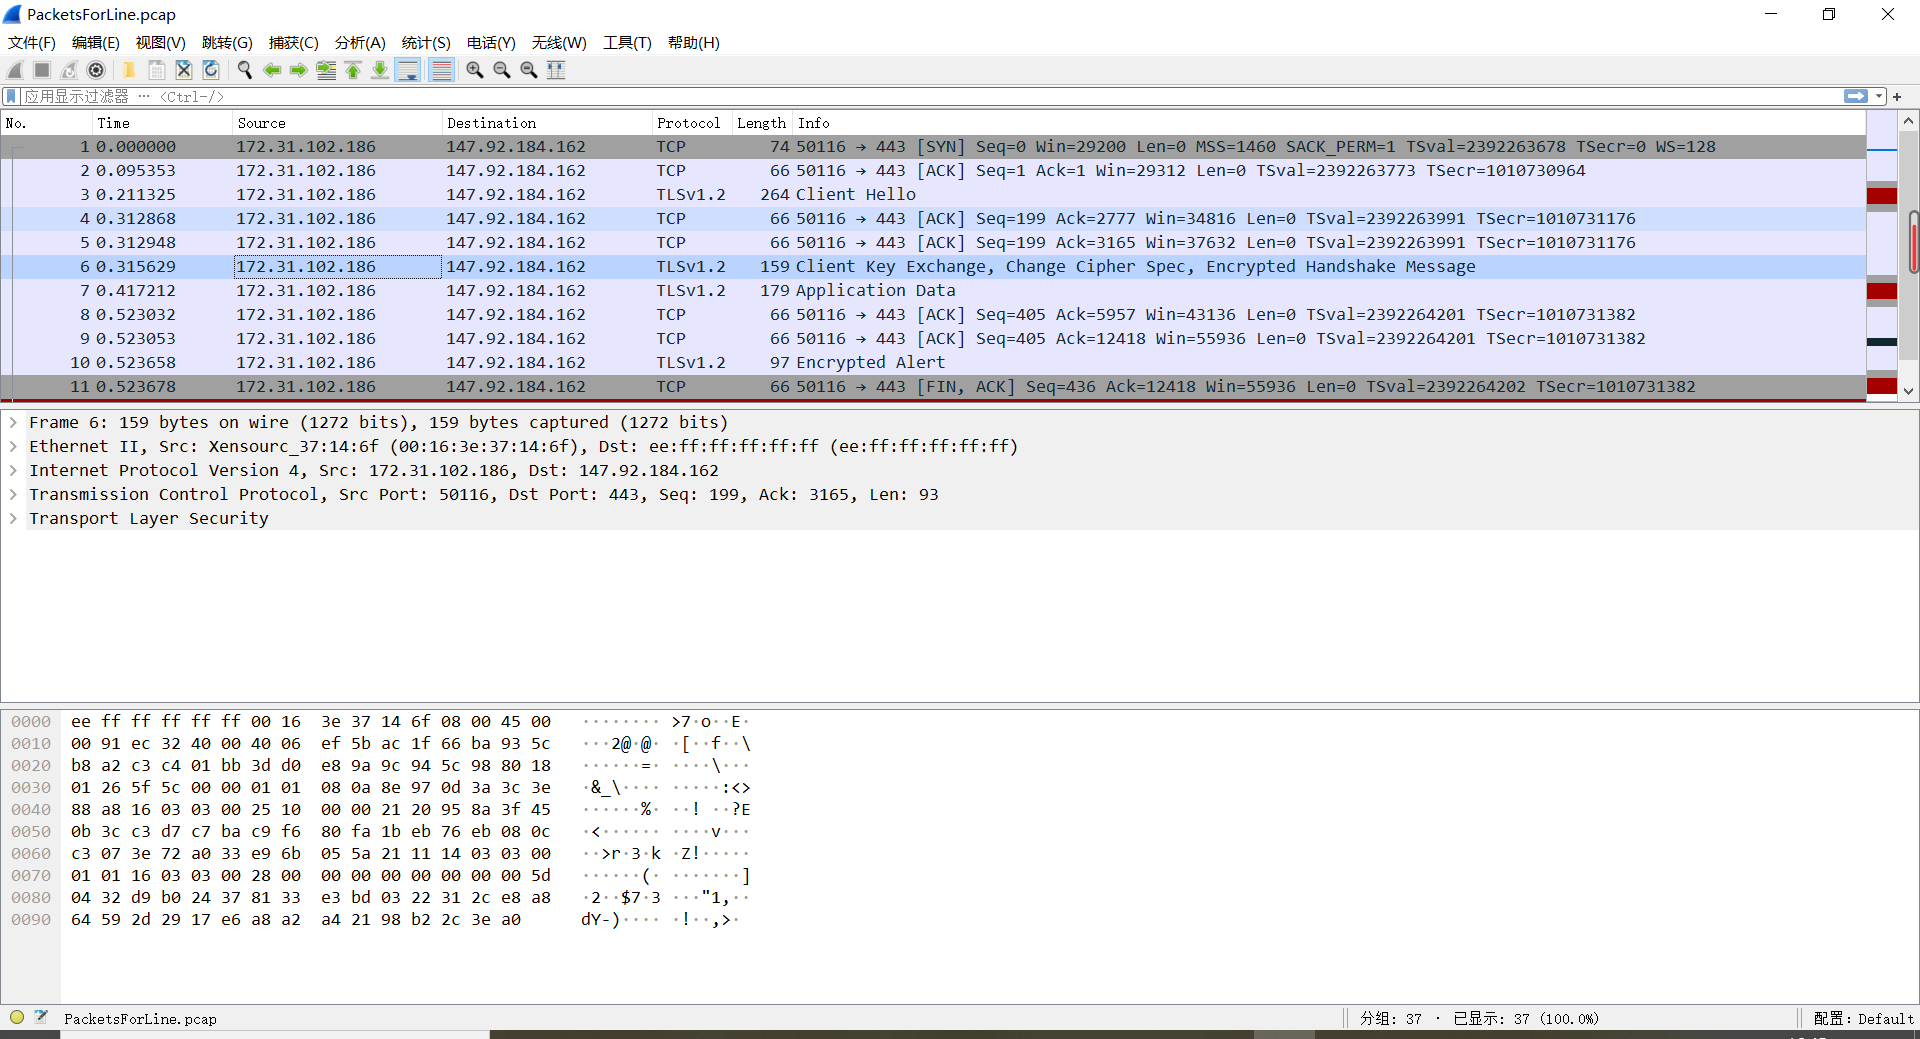 PacketsForLine.pcap
文件(F) 编辑(E) 视图(V) 跳转(G) 捕获(C) 分析(A) 统计(S) 电话(Y) 无线(W) 工具(T) 帮助(H)
应用显示过滤器 … <Ctrl-/>
No. Time Source Destination Protocol Length Info
1 0.000000 172.31.102.186 147.92.184.162 TCP 74 50116 → 443 [SYN] Seq=0 Win=29200 Len=0 MSS=1460 SACK_PERM=1 TSval=2392263678 TSecr=0 WS=128
2 0.095353 172.31.102.186 147.92.184.162 TCP 66 50116 → 443 [ACK] Seq=1 Ack=1 Win=29312 Len=0 TSval=2392263773 TSecr=1010730964
3 0.211325 172.31.102.186 147.92.184.162 TLSv1.2 264 Client Hello
4 0.312868 172.31.102.186 147.92.184.162 TCP 66 50116 → 443 [ACK] Seq=199 Ack=2777 Win=34816 Len=0 TSval=2392263991 TSecr=1010731176
5 0.312948 172.31.102.186 147.92.184.162 TCP 66 50116 → 443 [ACK] Seq=199 Ack=3165 Win=37632 Len=0 TSval=2392263991 TSecr=1010731176
6 0.315629 172.31.102.186 147.92.184.162 TLSv1.2 159 Client Key Exchange, Change Cipher Spec, Encrypted Handshake Message
7 0.417212 172.31.102.186 147.92.184.162 TLSv1.2 179 Application Data
8 0.523032 172.31.102.186 147.92.184.162 TCP 66 50116 → 443 [ACK] Seq=405 Ack=5957 Win=43136 Len=0 TSval=2392264201 TSecr=1010731382
9 0.523053 172.31.102.186 147.92.184.162 TCP 66 50116 → 443 [ACK] Seq=405 Ack=12418 Win=55936 Len=0 TSval=2392264201 TSecr=1010731382
10 0.523658 172.31.102.186 147.92.184.162 TLSv1.2 97 Encrypted Alert
11 0.523678 172.31.102.186 147.92.184.162 TCP 66 50116 → 443 [FIN, ACK] Seq=436 Ack=12418 Win=55936 Len=0 TSval=2392264202 TSecr=1010731382
Frame 6: 159 bytes on wire (1272 bits), 159 bytes captured (1272 bits)
Ethernet II, Src: Xensourc_37:14:6f (00:16:3e:37:14:6f), Dst: ee:ff:ff:ff:ff:ff (ee:ff:ff:ff:ff:ff)
Internet Protocol Version 4, Src: 172.31.102.186, Dst: 147.92.184.162
Transmission Control Protocol, Src Port: 50116, Dst Port: 443, Seq: 199, Ack: 3165, Len: 93
Transport Layer Security
0000 ee ff ff ff ff ff 00 16 3e 37 14 6f 08 00 45 00 ········ >7·o··E·
0010 00 91 ec 32 40 00 40 06 ef 5b ac 1f 66 ba 93 5c ···2@·@· ·[··f··\
0020 b8 a2 c3 c4 01 bb 3d d0 e8 9a 9c 94 5c 98 80 18 ······=· ····\···
0030 01 26 5f 5c 00 00 01 01 08 0a 8e 97 0d 3a 3c 3e ·&_\···· ·····:<>
0040 88 a8 16 03 03 00 25 10 00 00 21 20 95 8a 3f 45 ······%· ··! ··?E
0050 0b 3c c3 d7 c7 ba c9 f6 80 fa 1b eb 76 eb 08 0c ·<······ ····v···
0060 c3 07 3e 72 a0 33 e9 6b 05 5a 21 11 14 03 03 00 ··>r·3·k ·Z!·····
0070 01 01 16 03 03 00 28 00 00 00 00 00 00 00 00 5d ······(· ·······]
0080 04 32 d9 b0 24 37 81 33 e3 bd 03 22 31 2c e8 a8 ·2··$7·3 ···"1,··
0090 64 59 2d 29 17 e6 a8 a2 a4 21 98 b2 2c 3e a0 dY-)···· ·!··,>·
PacketsForLine.pcap 分组: 37 · 已显示: 37 (100.0%) 配置: Default